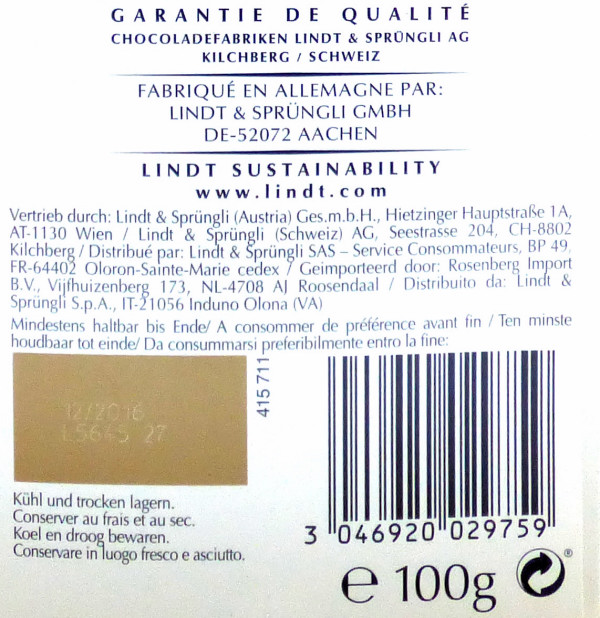 GARANTIE DE QUALITÉ
CHOCOLADEFABRIKEN LINDT & SPRÜNGLI AG
KILCHBERG / SCHWEIZ
FABRIQUÉ EN ALLEMAGNE PAR:
LINDT & SPRÜNGLI GMBH
DE-52072 AACHEN
LINDT SUSTAINABILITY
www.lindt.com
Vertrieb durch: Lindt & Sprüngli (Austria) Ges.m.b.H., Hietzinger Hauptstraße 1A,
AT-1130 Wien / Lindt & Sprüngli (Schweiz) AG, Seestrasse 204, CH-8802
Kilchberg / Distribué par: Lindt & Sprüngli SAS – Service Consommateurs, BP 49,
FR-64402 Oloron-Sainte-Marie cedex / Geimporteerd door: Rosenberg Import
B.V., Vijfhuizenberg 173, NL-4708 AJ Roosendaal / Distribuito da: Lindt &
Sprüngli S.p.A., IT-21056 Induno Olona (VA)
Mindestens haltbar bis Ende/ A consommer de préférence avant fin / Ten minste
houdbaar tot einde/ Da consummarsi preferibilmente entro la fine:
12/2016
L5645 27
415 711
Kühl und trocken lagern.
Conserver au frais et au sec.
Koel en droog bewaren.
Conservare in luogo fresco e asciutto.
3 046920 029759
e 100g
®